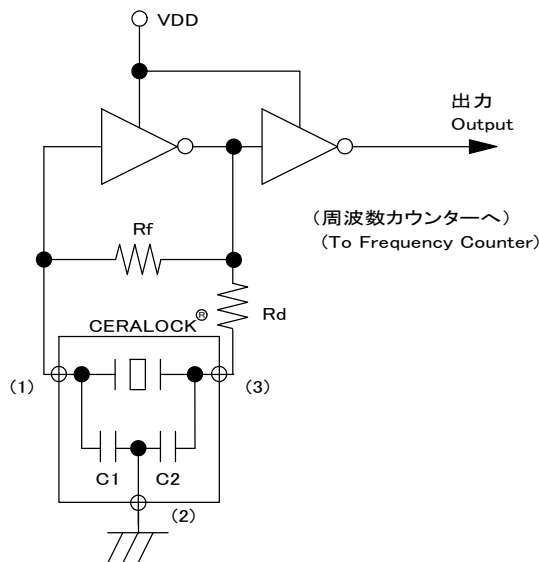 VDD
出力
Output
(周波数カウンターへ)
(To Frequency Counter)
Rf
Rd
CERALOCK®
(1)
(3)
C1
C2
(2)